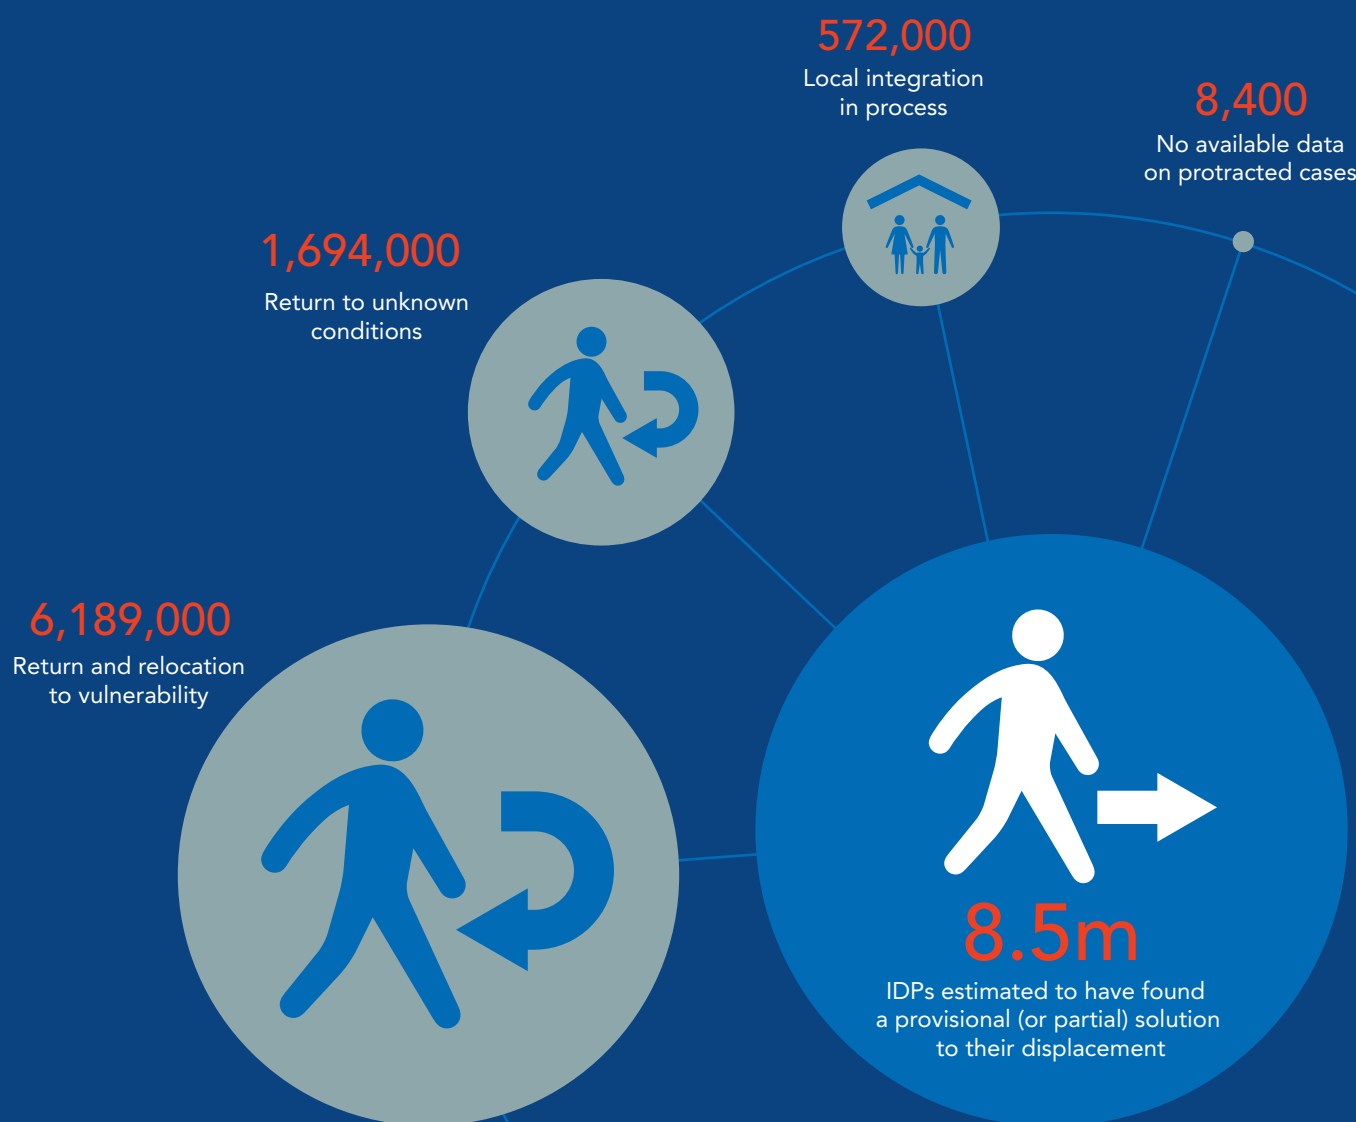 572,000
Local integration
in process
8,400
No available data
on protracted cases
1,694,000
Return to unknown
conditions
6,189,000
Return and relocation
to vulnerability
8.5m
IDPs estimated to have found
a provisional (or partial) solution
to their displacement